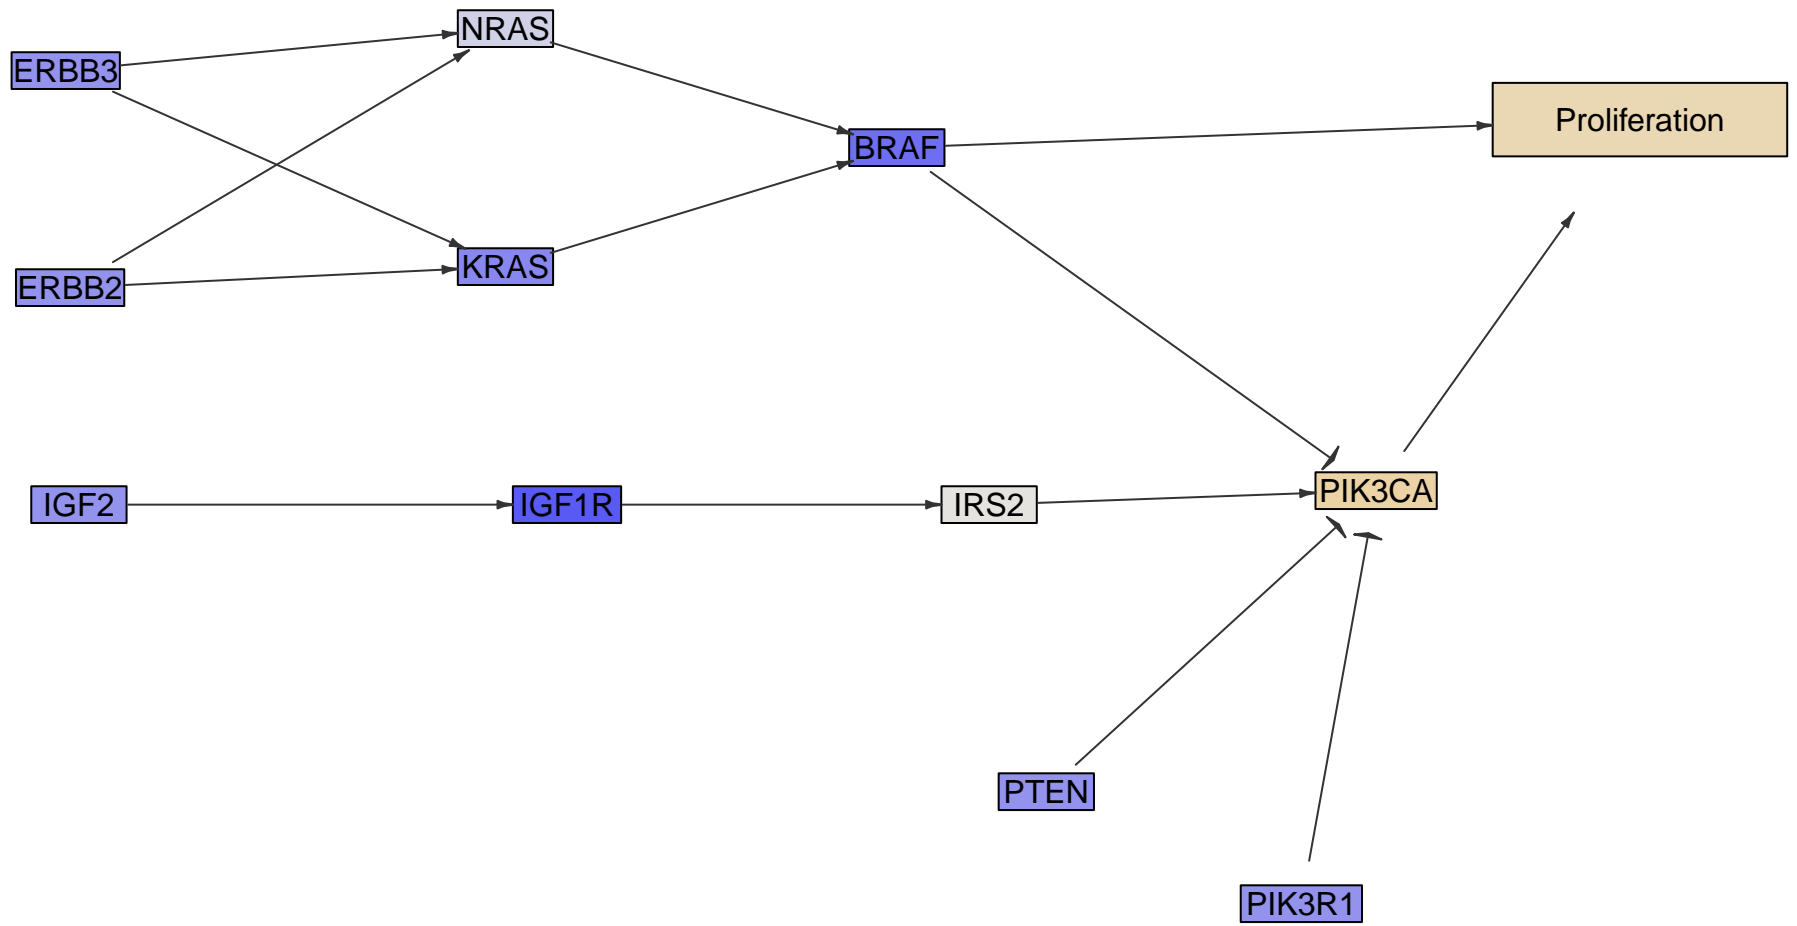 NRAS
ERBB3
Proliferation
BRAF
KRAS
ERBB2
IGF2
IGF1R
IRS2
PIK3CA
PTEN
PIK3R1